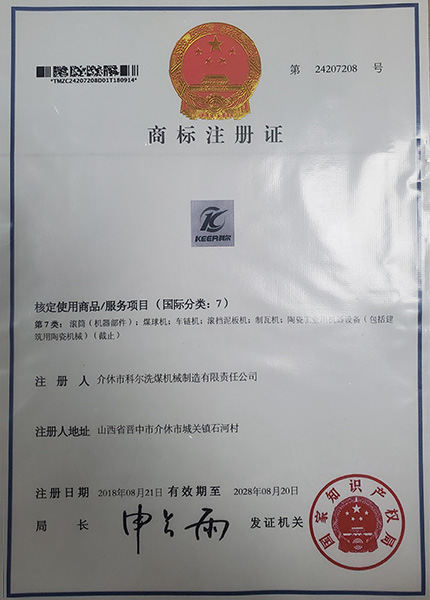 第 24207208 号
*TMZC24207208D01T180914*
商标注册证
KEER科尔
核定使用商品/服务项目（国际分类：7）
第7类：滚筒（机器部件）；煤球机；车链机；滚档泥板机；制瓦机；陶瓷工业用机器设备（包括建
筑用陶瓷机械）（截止）
注册人 介休市科尔洗煤机械制造有限责任公司
注册人地址 山西省晋中市介休市城关镇石河村
注册日期 2018年08月21日 有效期至 2028年08月20日
局长 申长雨 发证机关
国家知识产权局